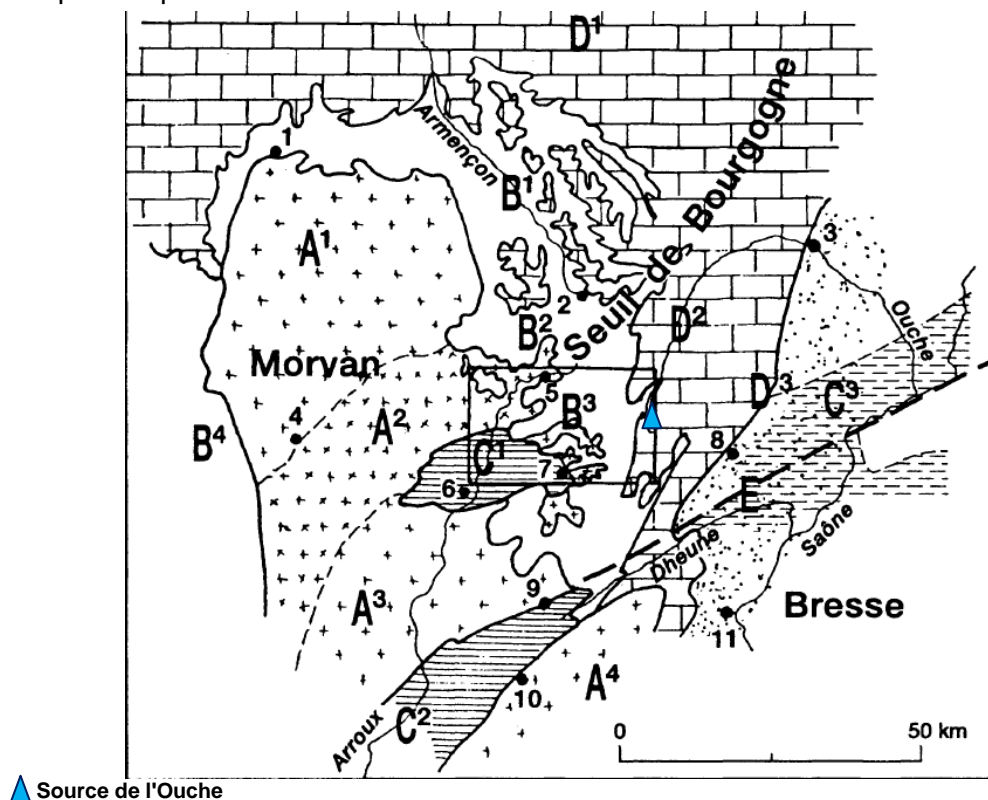 D¹
Seuil de Bourgogne
Armençon
1
B¹
A¹
3
2
Ouche
B²
D²
Morvan
5
D³
C³
4
A²
B³
B⁴
8
C¹
7
6
E
Saône
Dheune
9
A³
Bresse
11
A⁴
10
C²
Arroux
0 50 km
Source de l'Ouche